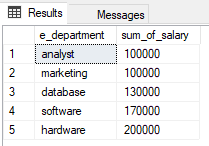 Results Messages
e_department sum_of_salary
1 analyst 100000
2 marketing 100000
3 database 130000
4 software 170000
5 hardware 200000